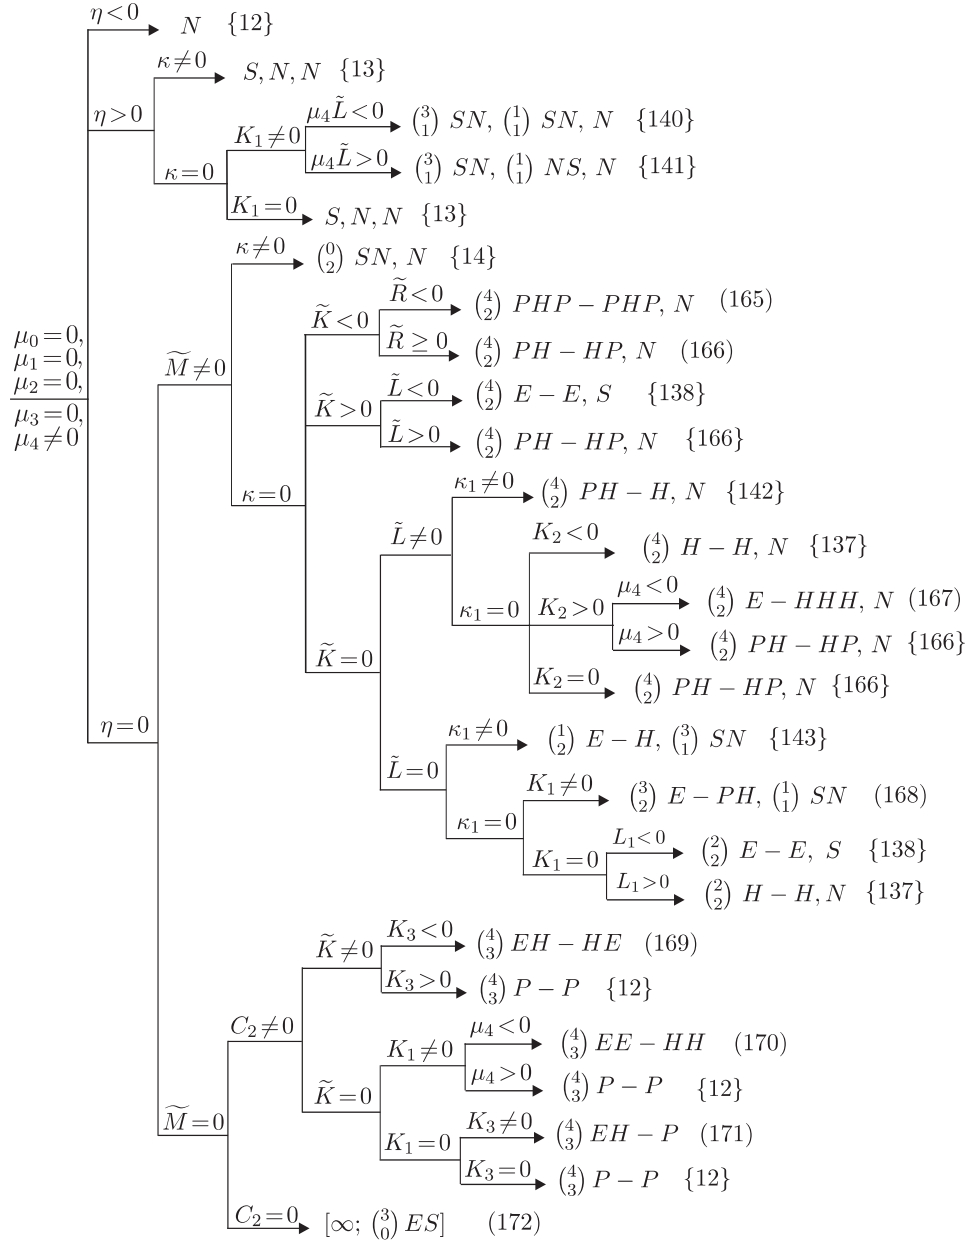 η<0 N {12}
κ≠0 S, N, N {13}
η>0
μ₄L̃<0 (3 1) SN, (1 1) SN, N {140}
K₁≠0
μ₄L̃>0 (3 1) SN, (1 1) NS, N {141}
κ=0
K₁=0 S, N, N {13}
κ≠0 (0 2) SN, N {14}
R̃<0 (4 2) PHP − PHP, N (165)
K̃<0
R̃ ≥ 0 (4 2) PH − HP, N (166)
μ₀=0,
μ₁=0,
μ₂=0,
μ₃=0,
μ₄≠0
M̃≠0
L̃<0 (4 2) E − E, S {138}
K̃>0
L̃>0 (4 2) PH − HP, N {166}
κ=0
κ₁≠0 (4 2) PH − H, N {142}
L̃≠0
K₂<0 (4 2) H − H, N {137}
κ₁=0
K₂>0
μ₄<0 (4 2) E − HHH, N (167)
μ₄>0 (4 2) PH − HP, N {166}
K₂=0 (4 2) PH − HP, N {166}
K̃=0
η=0
κ₁≠0 (1 2) E − H, (3 1) SN {143}
L̃=0
K₁≠0 (3 2) E − PH, (1 1) SN (168)
κ₁=0
L₁<0 (2 2) E − E, S {138}
K₁=0
L₁>0 (2 2) H − H, N {137}
K₃<0 (4 3) EH − HE (169)
K̃≠0
K₃>0 (4 3) P − P {12}
C₂≠0
μ₄<0 (4 3) EE − HH (170)
K₁≠0
μ₄>0 (4 3) P − P {12}
K̃=0
M̃=0
K₃≠0 (4 3) EH − P (171)
K₁=0
K₃=0 (4 3) P − P {12}
C₂=0 [∞; (3 0) ES] (172)